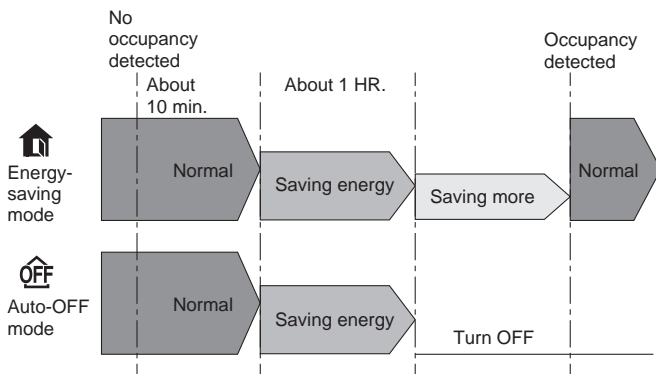 No
occupancy
detected
Occupancy
detected
About
10 min.
About 1 HR.
Energy-
saving
mode
Normal
Saving energy
Saving more
Normal
OFF
Auto-OFF
mode
Normal
Saving energy
Turn OFF